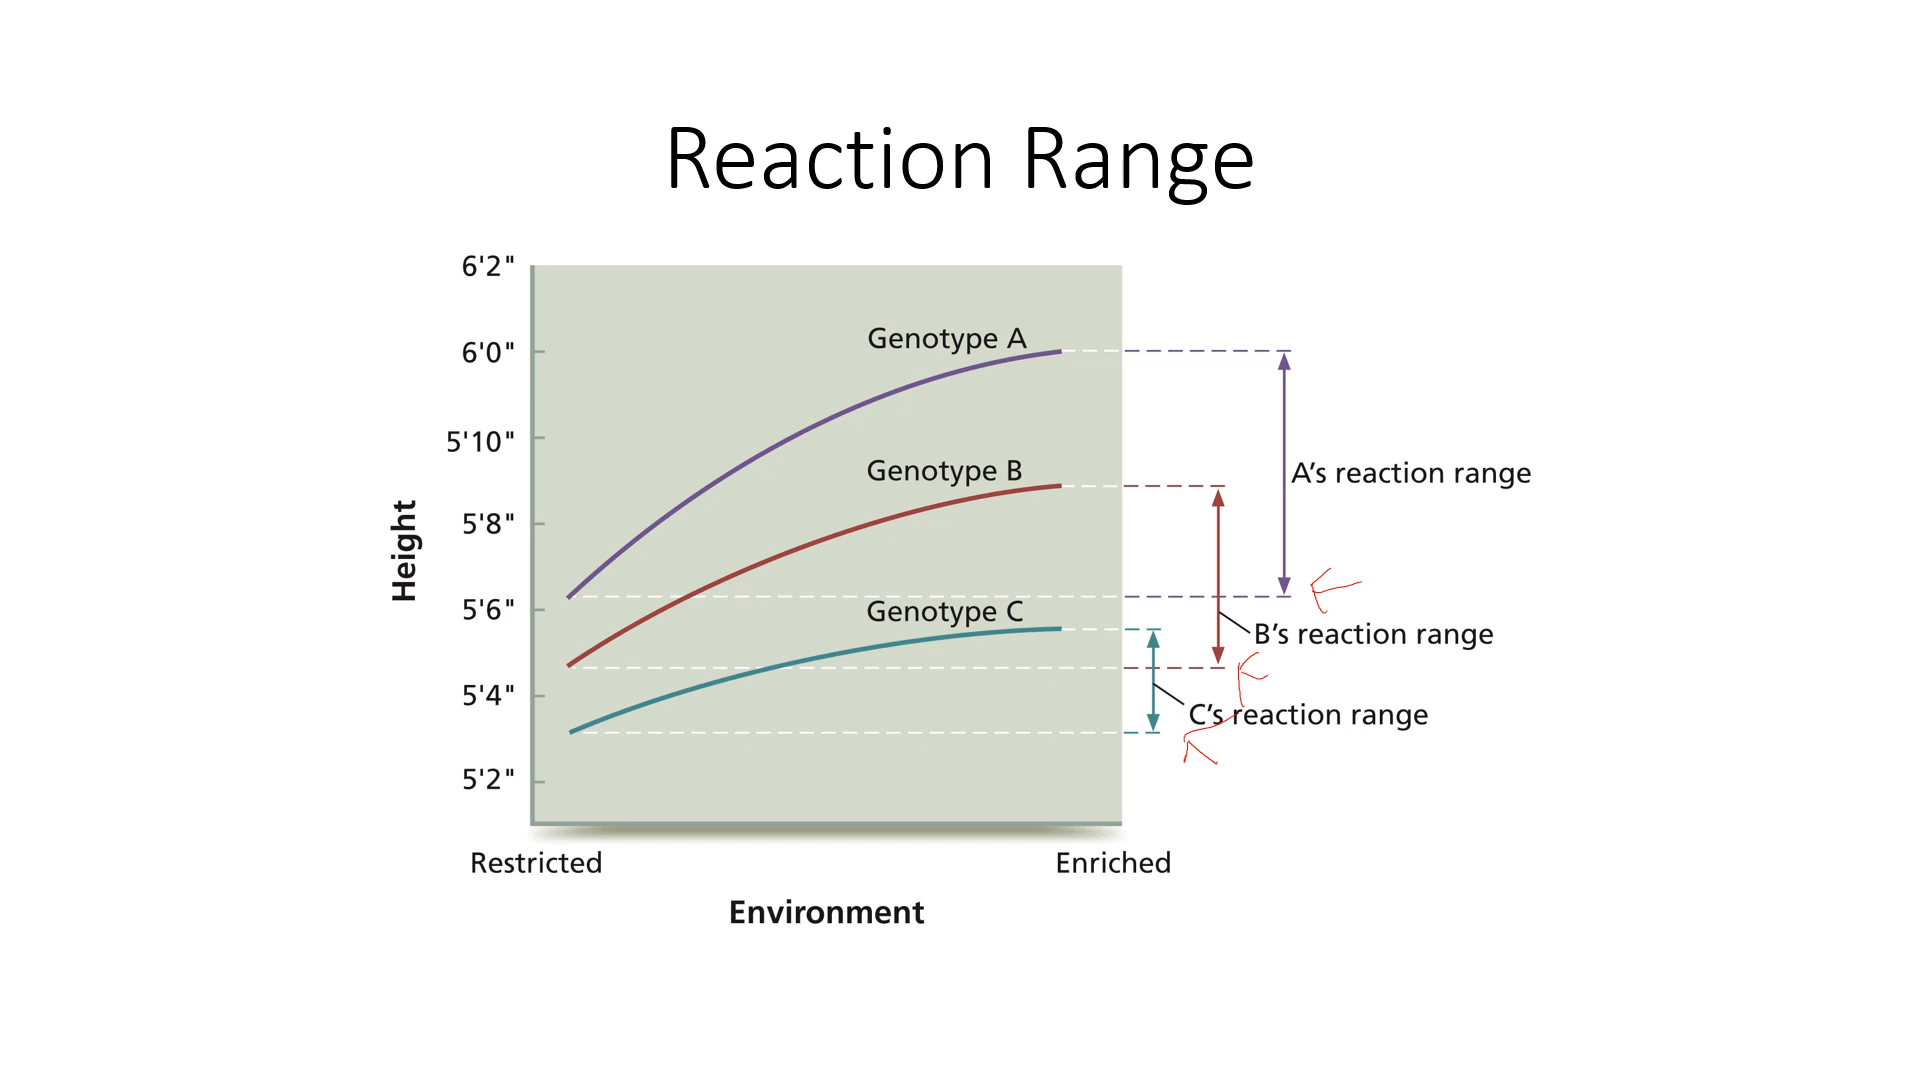 Reaction Range
6'2"
6'0"
5'10"
5'8"
5'6"
5'4"
5'2"
Height
Genotype A
Genotype B
Genotype C
A’s reaction range
B’s reaction range
C’s reaction range
Restricted
Enriched
Environment